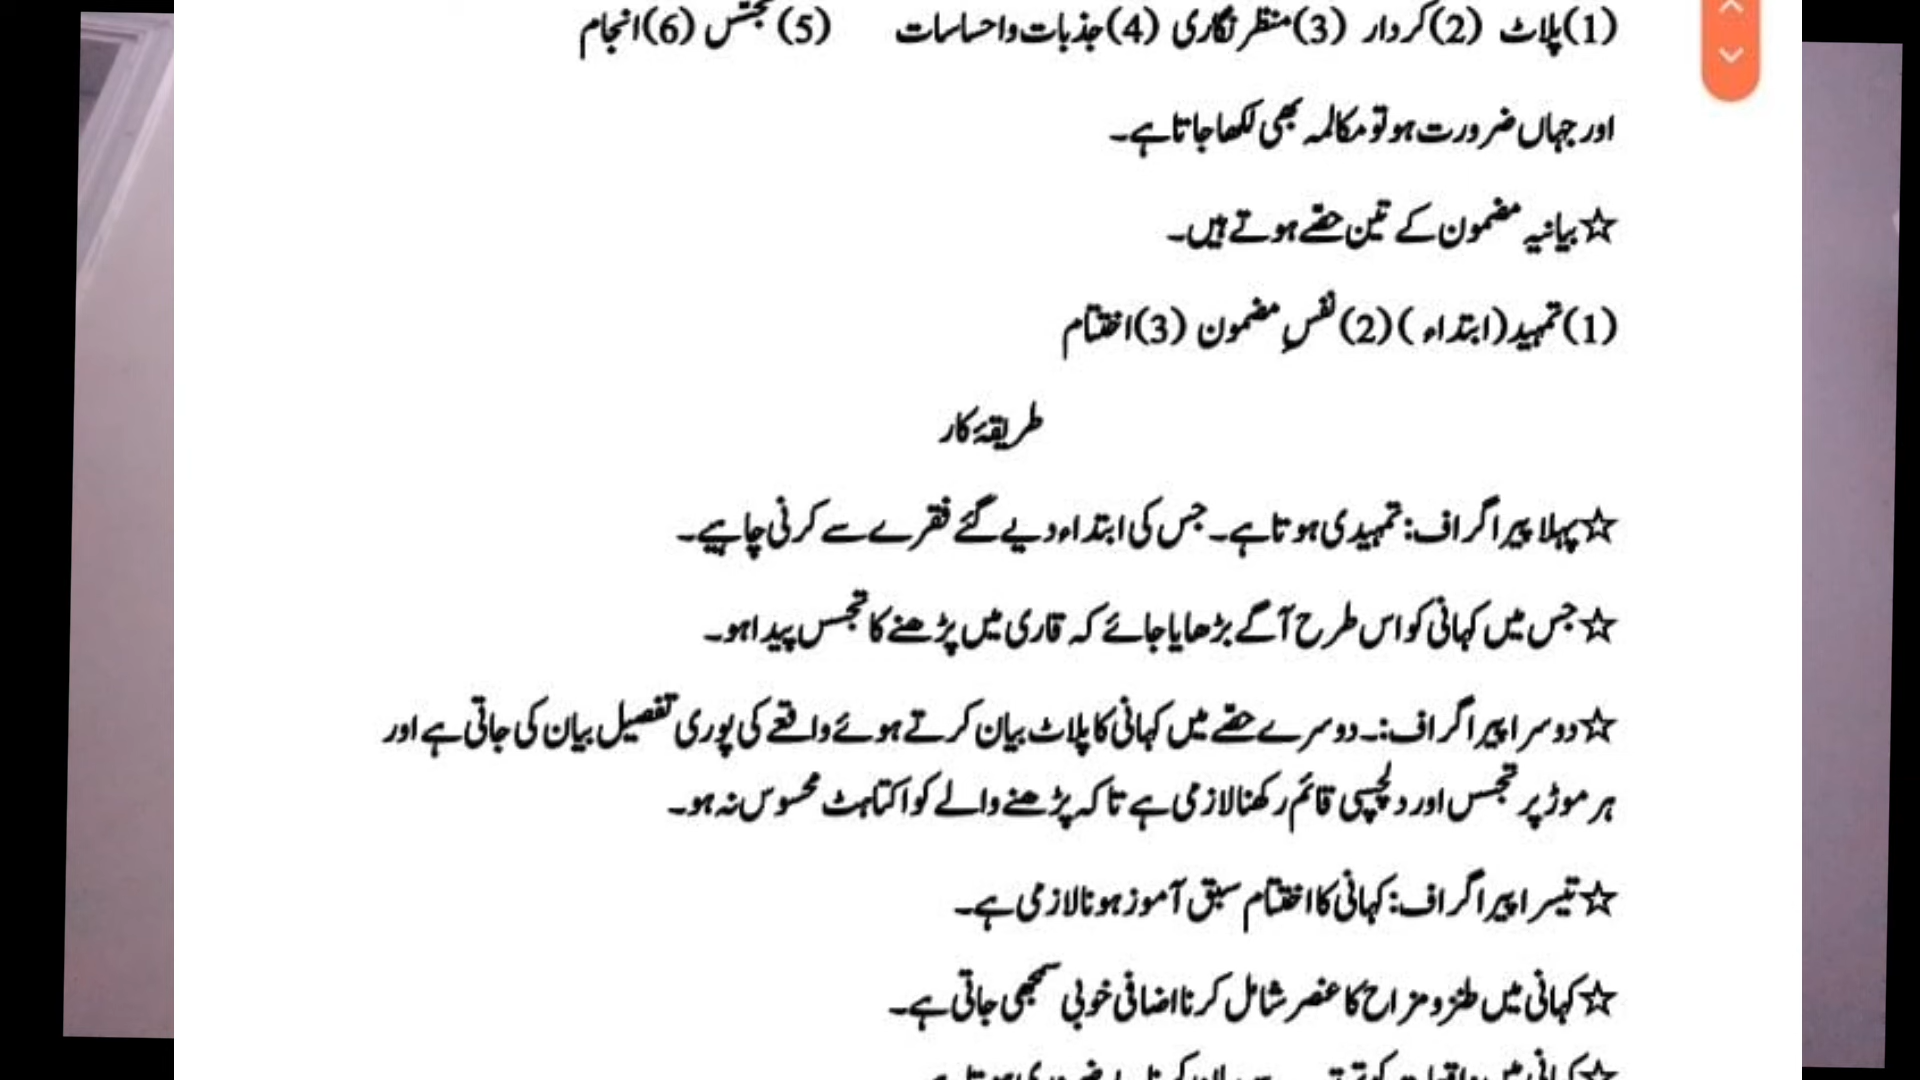 (1)پلاٹ (2)کردار (3)منظر نگاری (4)جذبات واحساسات (5)تجسّس (6)انجام
اور جہاں ضرورت ہو تو مکالمہ بھی لکھا جاتا ہے۔
☆بیانیہ مضمون کے تین حصّے ہوتے ہیں۔
(1)تمہید(ابتداء )(2)نفسِ مضمون (3)اختتام
طریقۂ کار
☆پہلا پیراگراف: تمہیدی ہوتا ہے۔ جس کی ابتداء دیے گئے فقرے سے کرنی چاہیے۔
☆جس میں کہانی کو اس طرح آگے بڑھایا جائے کہ قاری میں پڑھنے کا تجسس پیدا ہو۔
☆دوسرا پیراگراف:۔دوسرے حصّے میں کہانی کا پلاٹ بیان کرتے ہوئے واقعے کی پوری تفصیل بیان کی جاتی ہے اور
ہر موڑ پر تجسس اور دلچسپی قائم رکھنا لازمی ہے تاکہ پڑھنے والے کو اکتاہٹ محسوس نہ ہو۔
☆تیسرا پیراگراف: کہانی کا اختتام سبق آموز ہونا لازمی ہے۔
☆کہانی میں طنز و مزاح کا عنصر شامل کرنا اضافی خوبی سمجھی جاتی ہے۔